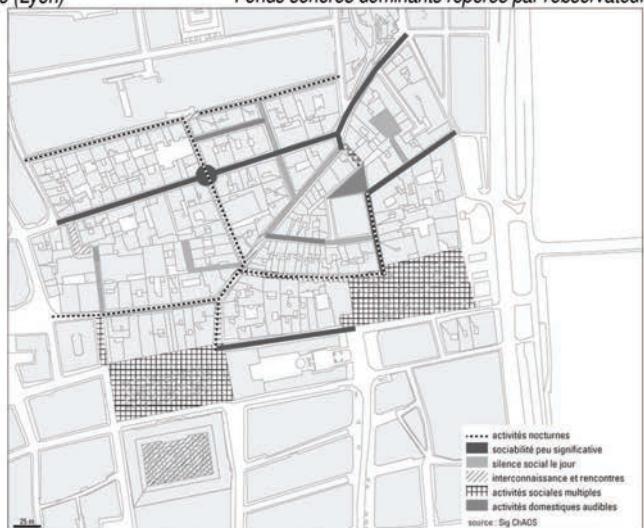 (Lyon)
Fonds sonores dominants repérés par l'observateur
activités nocturnes
sociabilité peu significative
silence social le jour
interconnaissance et rencontres
activités sociales multiples
activités domestiques audibles
source : Sig ChAOS
25 m